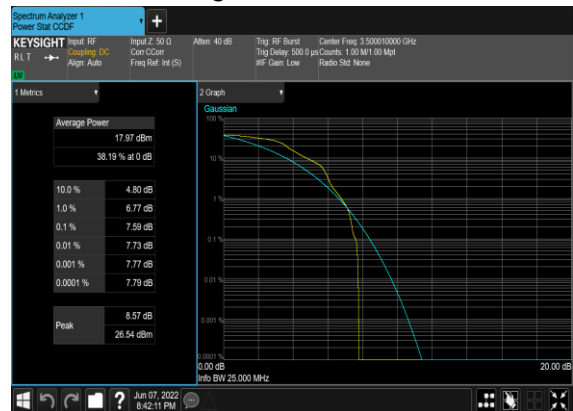 Spectrum Analyzer 1
Power Stat CCDF
KEYSIGHT
Input: RF
Coupling: DC
Align: Auto
Input Z: 50 Ω
Corr CCorr
Freq Ref: Int (S)
Atten: 40 dB
Trig: RF Burst
Trig Delay: 500.0 µs
#IF Gain: Low
Center Freq: 3.500010000 GHz
Counts: 1.00 M/1.00 Mpt
Radio Std: None
R L T
1 Metrics
Average Power
17.97 dBm
38.19 % at 0 dB
10.0 % 4.80 dB
1.0 % 6.77 dB
0.1 % 7.59 dB
0.01 % 7.73 dB
0.001 % 7.77 dB
0.0001 % 7.79 dB
Peak
8.57 dB
26.54 dBm
2 Graph
Gaussian
100 %
10 %
1 %
0.1 %
0.01 %
0.001 %
0.0001 %
0.00 dB
20.00 dB
Info BW 25.000 MHz
?
Jun 07, 2022
8:42:11 PM